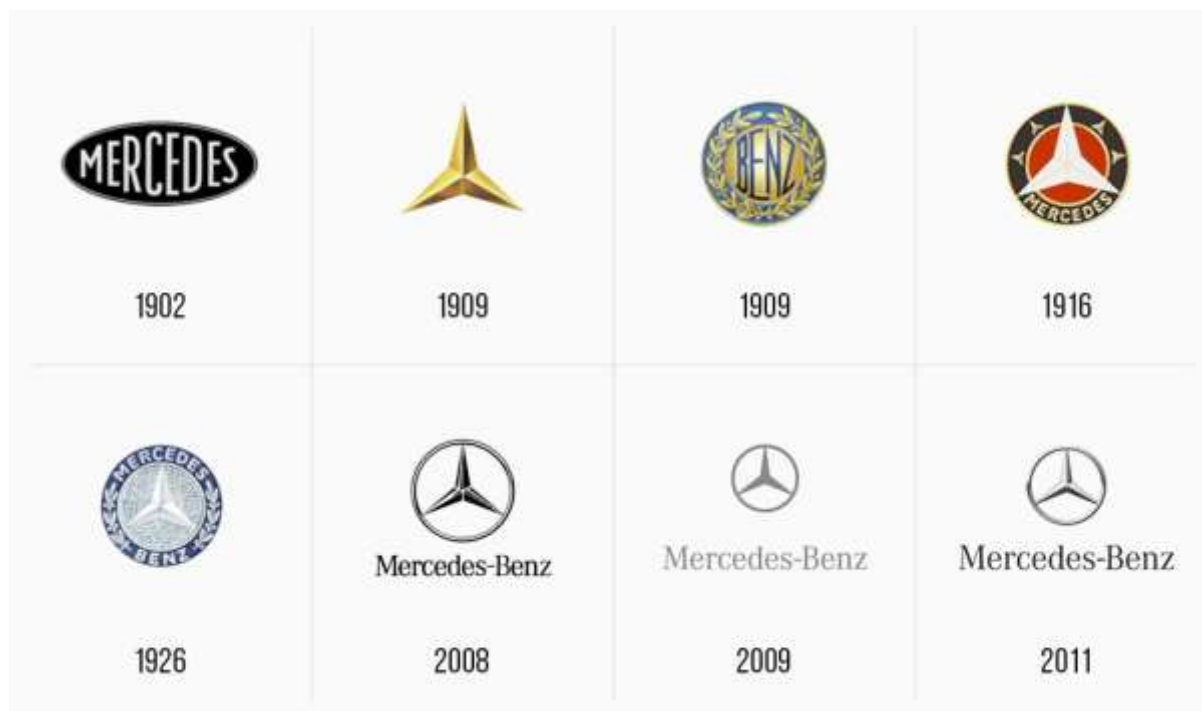 MERCEDES
1902
1909
BENZ
1909
MERCEDES
1916
MERCEDES
BENZ
1926
Mercedes-Benz
2008
Mercedes-Benz
2009
Mercedes-Benz
2011